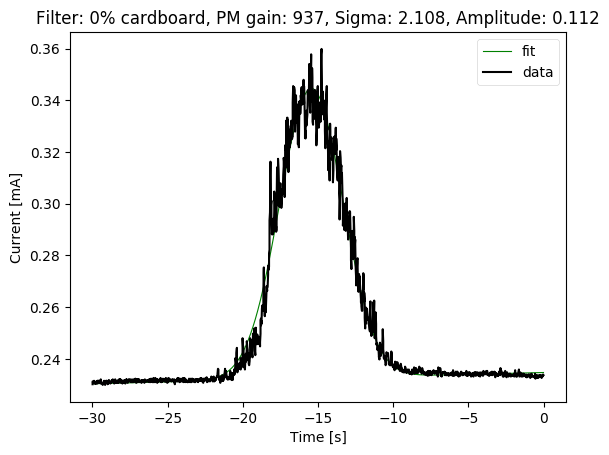 Filter: 0% cardboard, PM gain: 937, Sigma: 2.108, Amplitude: 0.112
fit
data
0.36
0.34
0.32
0.30
0.28
0.26
0.24
Current [mA]
−30
−25
−20
−15
−10
−5
0
Time [s]